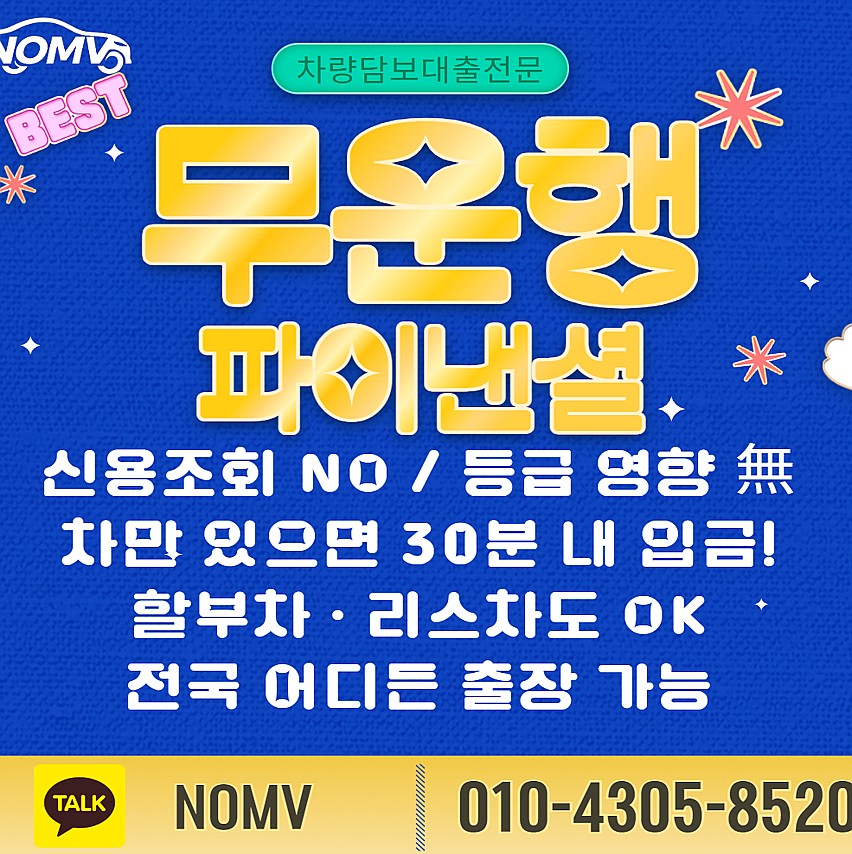 NOMV
BEST
차량담보대출전문
무운행
파이낸셜
신용조회 NO / 등급 영향 無
차만 있으면 30분 내 입금!
할부차 · 리스차도 OK
전국 어디든 출장 가능
TALK NOMV 010-4305-8520